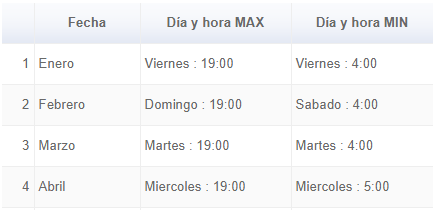 Fecha Día y hora MAX Día y hora MIN
1 Enero Viernes : 19:00 Viernes : 4:00
2 Febrero Domingo : 19:00 Sabado : 4:00
3 Marzo Martes : 19:00 Martes : 4:00
4 Abril Miercoles : 19:00 Miercoles : 5:00